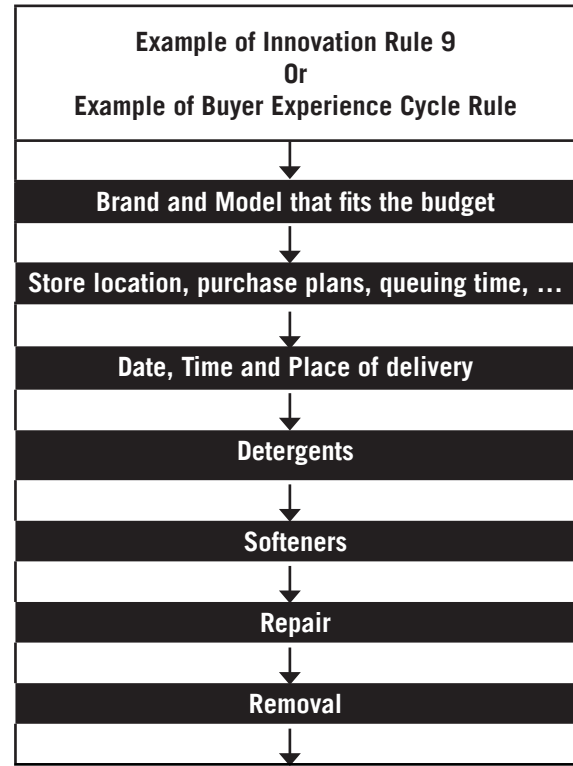 Example of Innovation Rule 9
Or
Example of Buyer Experience Cycle Rule
Brand and Model that fits the budget
Store location, purchase plans, queuing time, …
Date, Time and Place of delivery
Detergents
Softeners
Repair
Removal